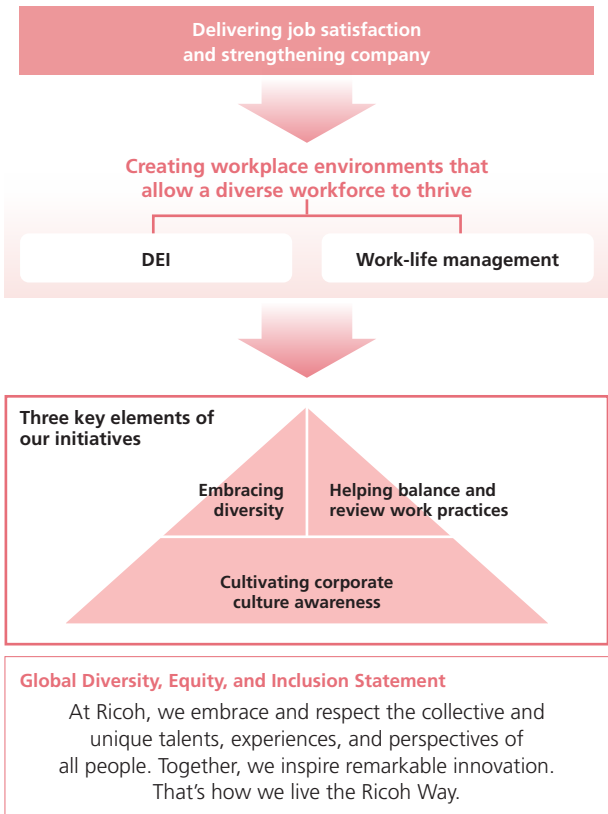 Delivering job satisfaction
and strengthening company
Creating workplace environments that
allow a diverse workforce to thrive
DEI
Work-life management
Three key elements of
our initiatives
Embracing
diversity
Helping balance and
review work practices
Cultivating corporate
culture awareness
Global Diversity, Equity, and Inclusion Statement
At Ricoh, we embrace and respect the collective and
unique talents, experiences, and perspectives of
all people. Together, we inspire remarkable innovation.
That’s how we live the Ricoh Way.